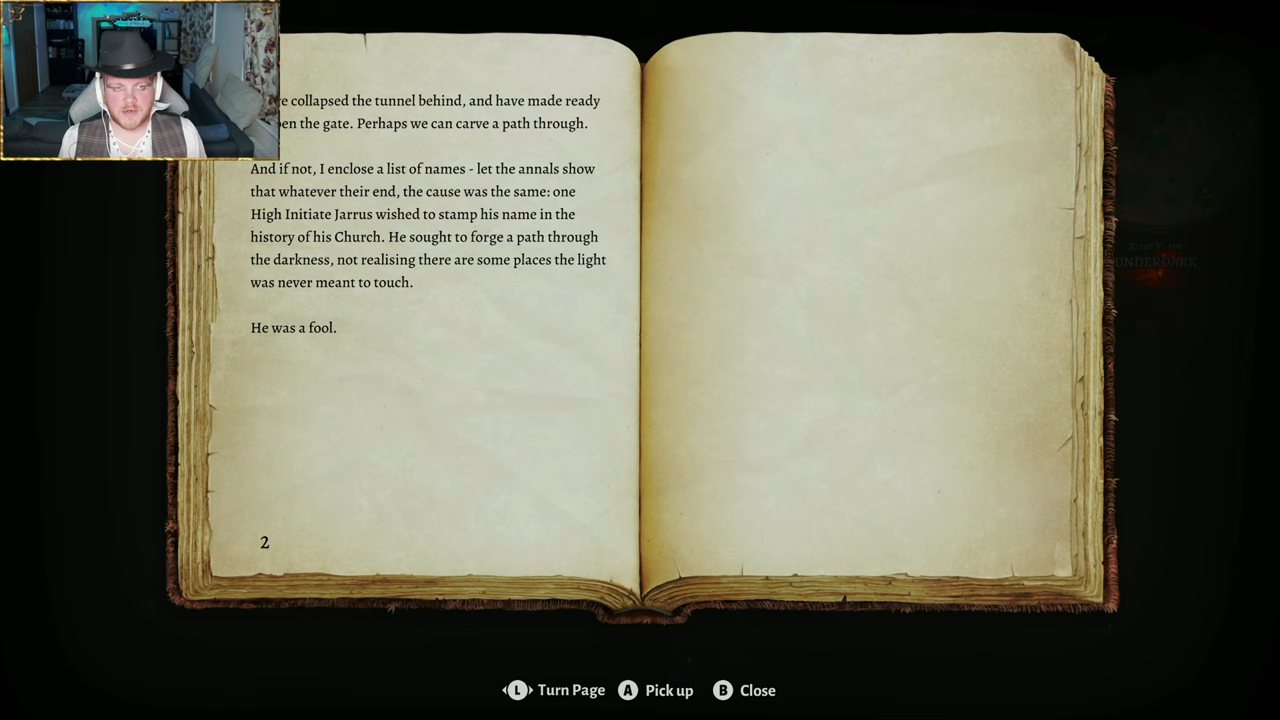 collapsed the tunnel behind, and have made ready
the gate. Perhaps we can carve a path through.
And if not, I enclose a list of names - let the annals show
that whatever their end, the cause was the same: one
High Initiate Jarrus wished to stamp his name in the
history of his Church. He sought to forge a path through
the darkness, not realising there are some places the light
was never meant to touch.
He was a fool.
2
UNDERDARK
L Turn Page A Pick up B Close